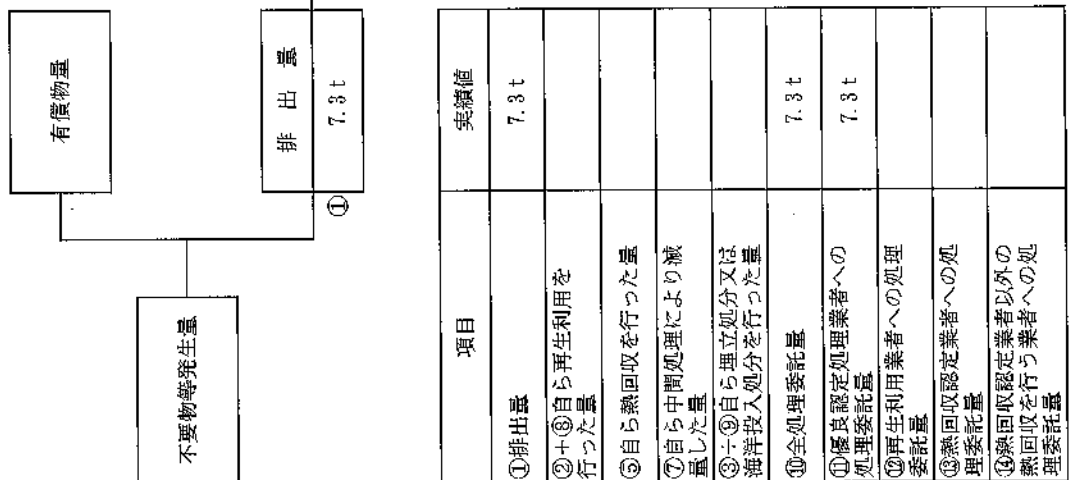 不要物等発生量
有償物量
排 出 量
7.3 t
①
項目
実績値
①排出量
7.3 t
②+⑧自ら再生利用を
行った量
⑤自ら熱回収を行った量
⑦自ら中間処理により減
量した量
③+⑨自ら埋立処分又は
海洋投入処分を行った量
⑩全処理委託量
7.3 t
⑪優良認定処理業者への
処理委託量
7.3 t
⑫再生利用業者への処理
委託量
⑬熱回収認定業者への処
理委託量
⑭熱回収認定業者以外の
熱回収を行う業者への処
理委託量